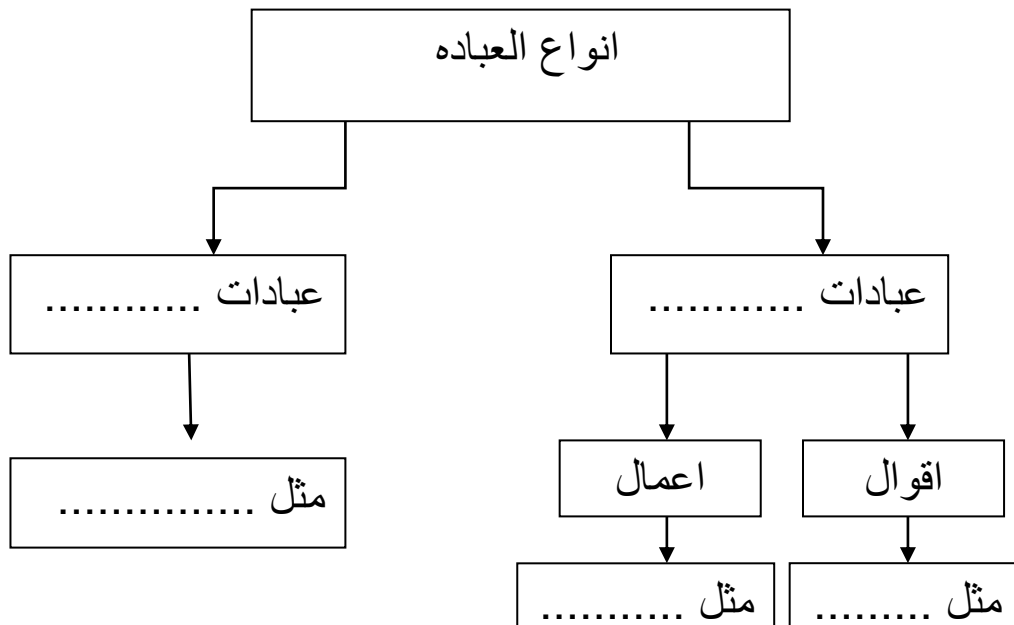 انواع العباده
عبادات ............
عبادات ............
اقوال
اعمال
مثل ...............
مثل .........
مثل ...........